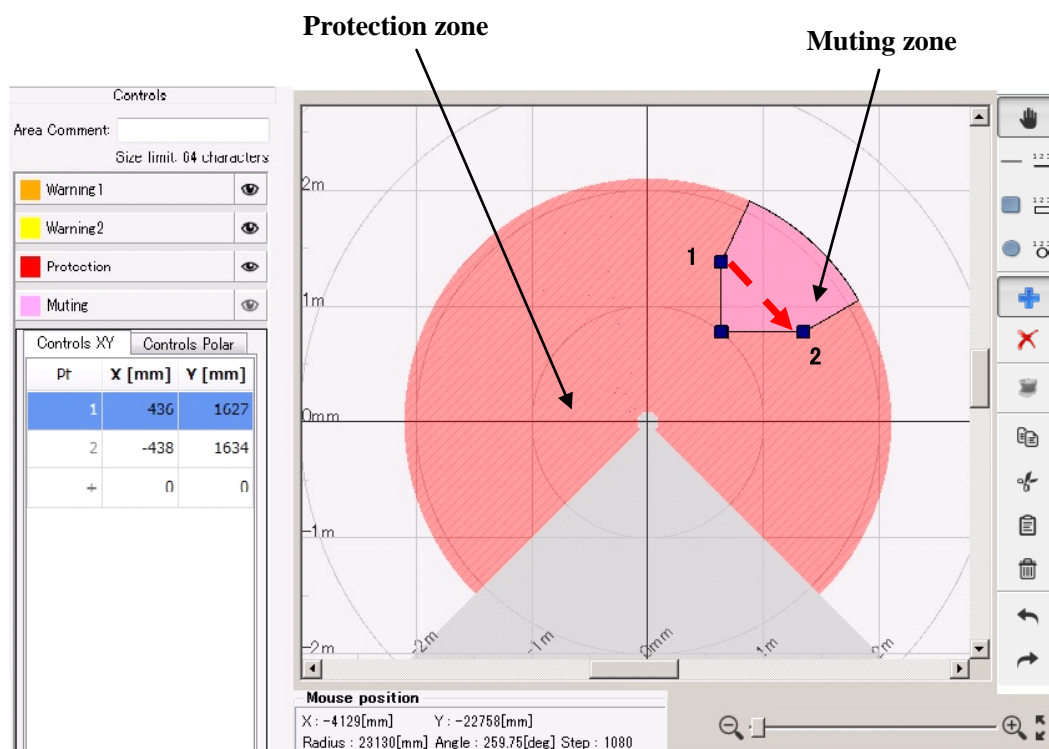 Protection zone
Muting zone
Controls
Area Comment:
Size limit: 64 characters
Warning1
Warning2
Protection
Muting
Controls XY Controls Polar
Pt X [mm] Y [mm]
1 436 1627
2 -438 1634
+ 0 0
2m
1m
0mm
-1m
-2m
-2m
-1m
0mm
1m
2m
1
2
Mouse position
X : -4129[mm] Y : -22758[mm]
Radius : 23130[mm] Angle : 259.75[deg] Step : 1080